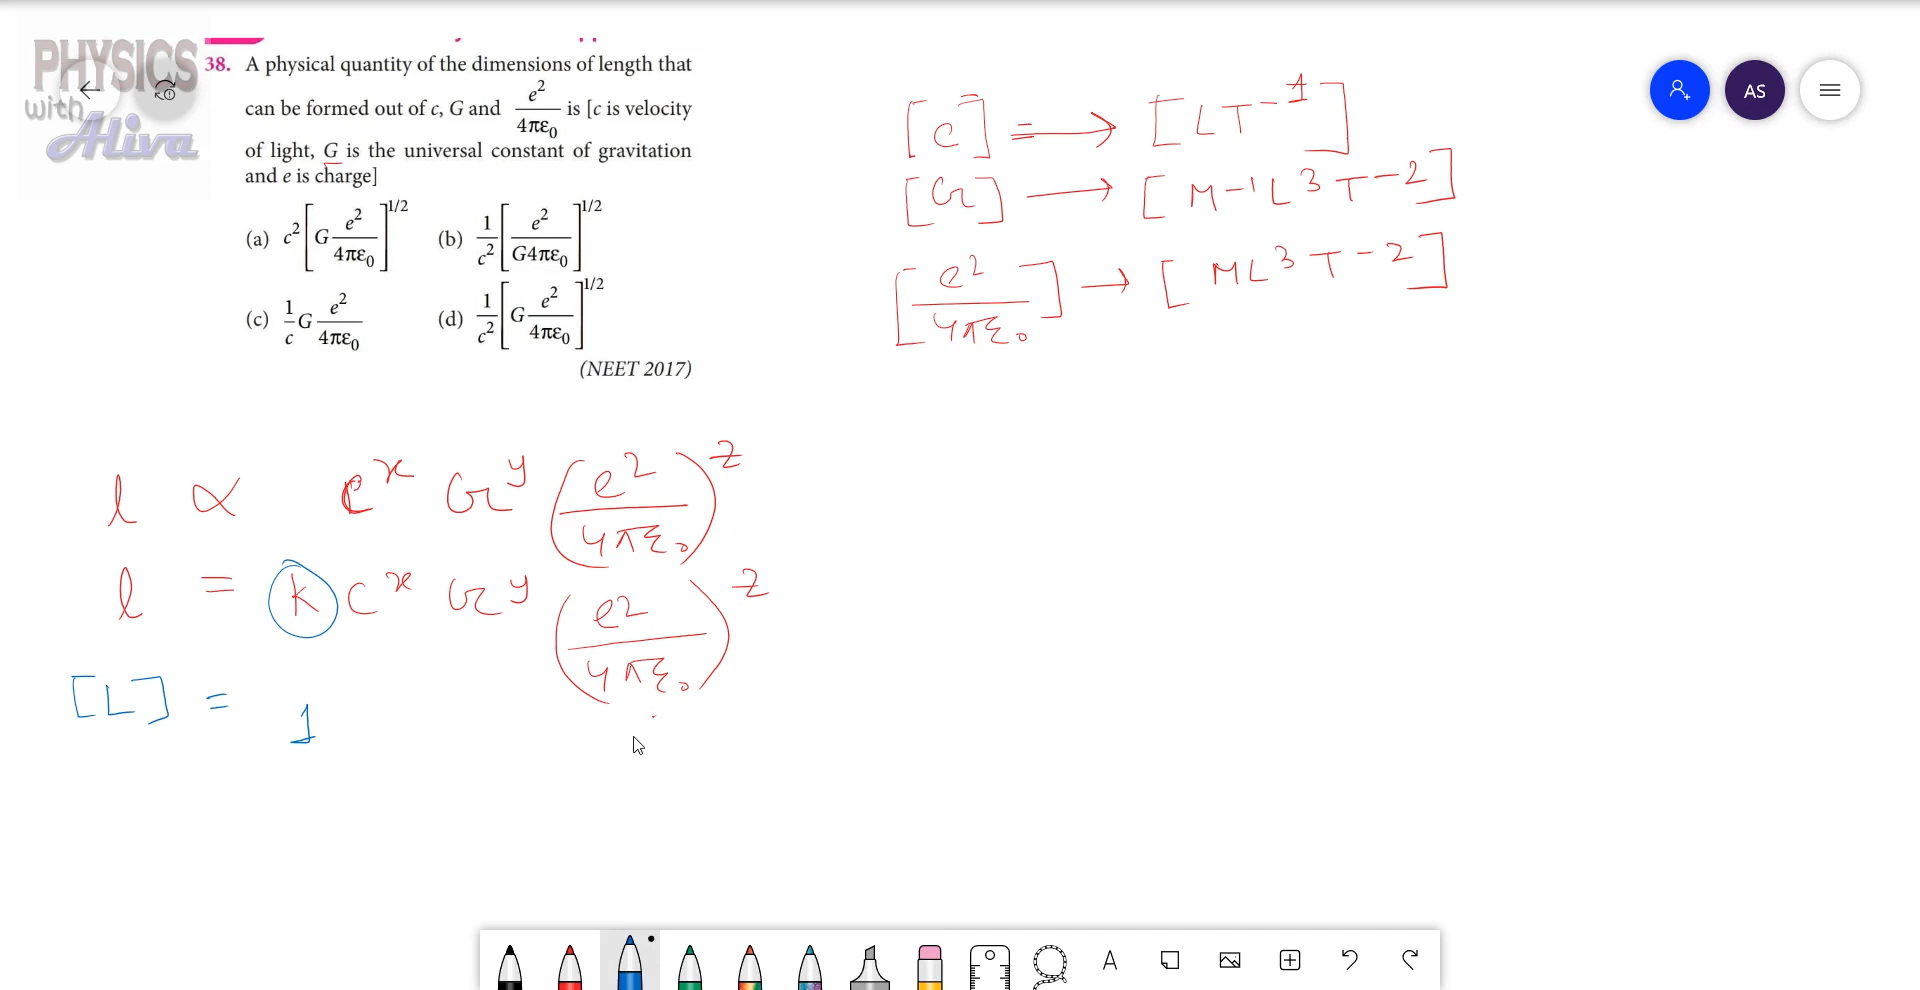 PHYSICS
with
Aliva
38. A physical quantity of the dimensions of length that
can be formed out of c, G and e²/4πε₀ is [c is velocity
of light, G is the universal constant of gravitation
and e is charge]
(a) c²[G e²/4πε₀]^1/2 (b) 1/c² [e²/G4πε₀]^1/2
(c) 1/c G e²/4πε₀ (d) 1/c² [G e²/4πε₀]^1/2
(NEET 2017)
[c] = → [LT⁻¹]
[G] → [M⁻¹L³T⁻²]
[e²/4πε₀] → [ML³T⁻²]
l ∝ c^x G^y (e²/4πε₀)^z
l = k c^x G^y (e²/4πε₀)^z
[L] = 1
AS
A